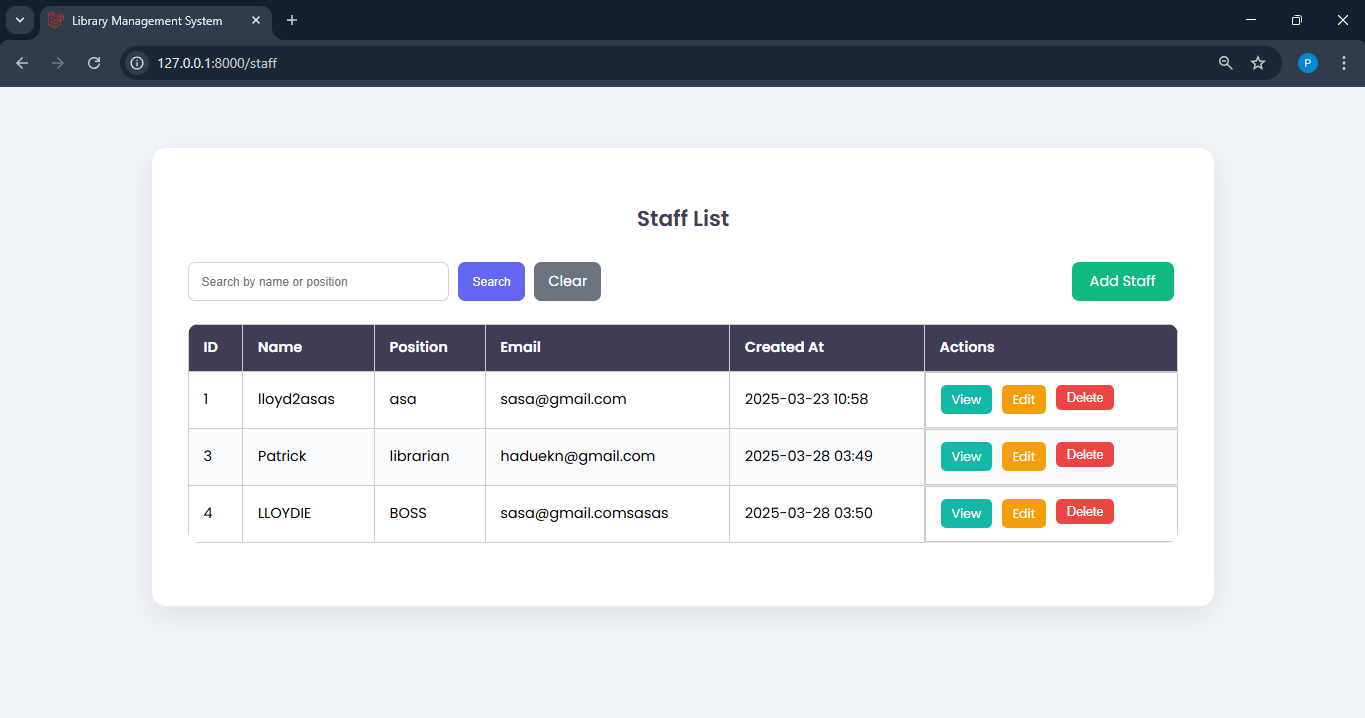 Library Management System
127.0.0.1:8000/staff
P
Staff List
Search by name or position Search Clear Add Staff
ID Name Position Email Created At Actions
1 lloyd2asas asa sasa@gmail.com 2025-03-23 10:58 View Edit Delete
3 Patrick librarian haduekn@gmail.com 2025-03-28 03:49 View Edit Delete
4 LLOYDIE BOSS sasa@gmail.comsasas 2025-03-28 03:50 View Edit Delete